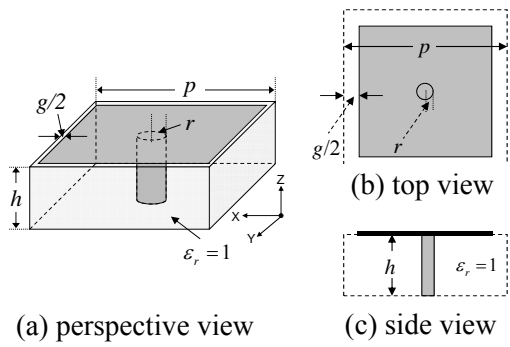 p
g/2
r
h
Z
X
Y
εᵣ = 1
(a) perspective view
p
g/2
r
(b) top view
h
εᵣ = 1
(c) side view